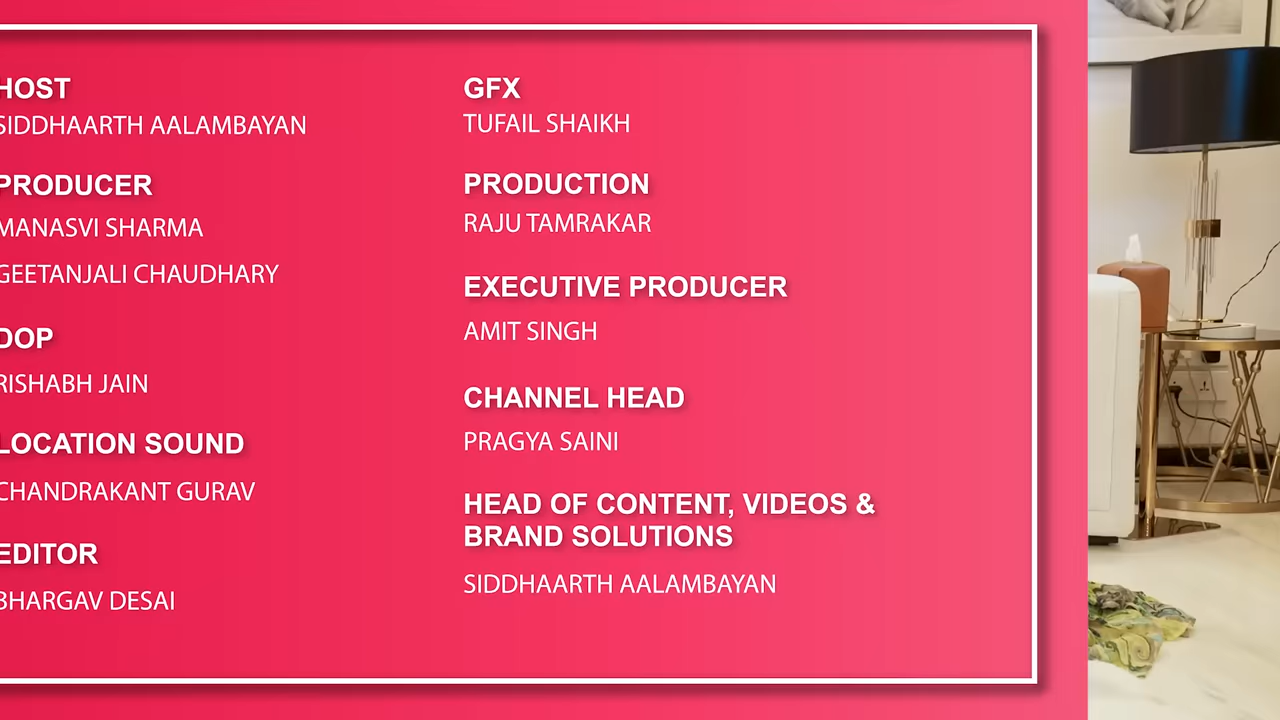 HOST
SIDDHAARTH AALAMBAYAN
PRODUCER
MANASVI SHARMA
GEETANJALI CHAUDHARY
DOP
RISHABH JAIN
LOCATION SOUND
CHANDRAKANT GURAV
EDITOR
BHARGAV DESAI
GFX
TUFAIL SHAIKH
PRODUCTION
RAJU TAMRAKAR
EXECUTIVE PRODUCER
AMIT SINGH
CHANNEL HEAD
PRAGYA SAINI
HEAD OF CONTENT, VIDEOS &
BRAND SOLUTIONS
SIDDHAARTH AALAMBAYAN